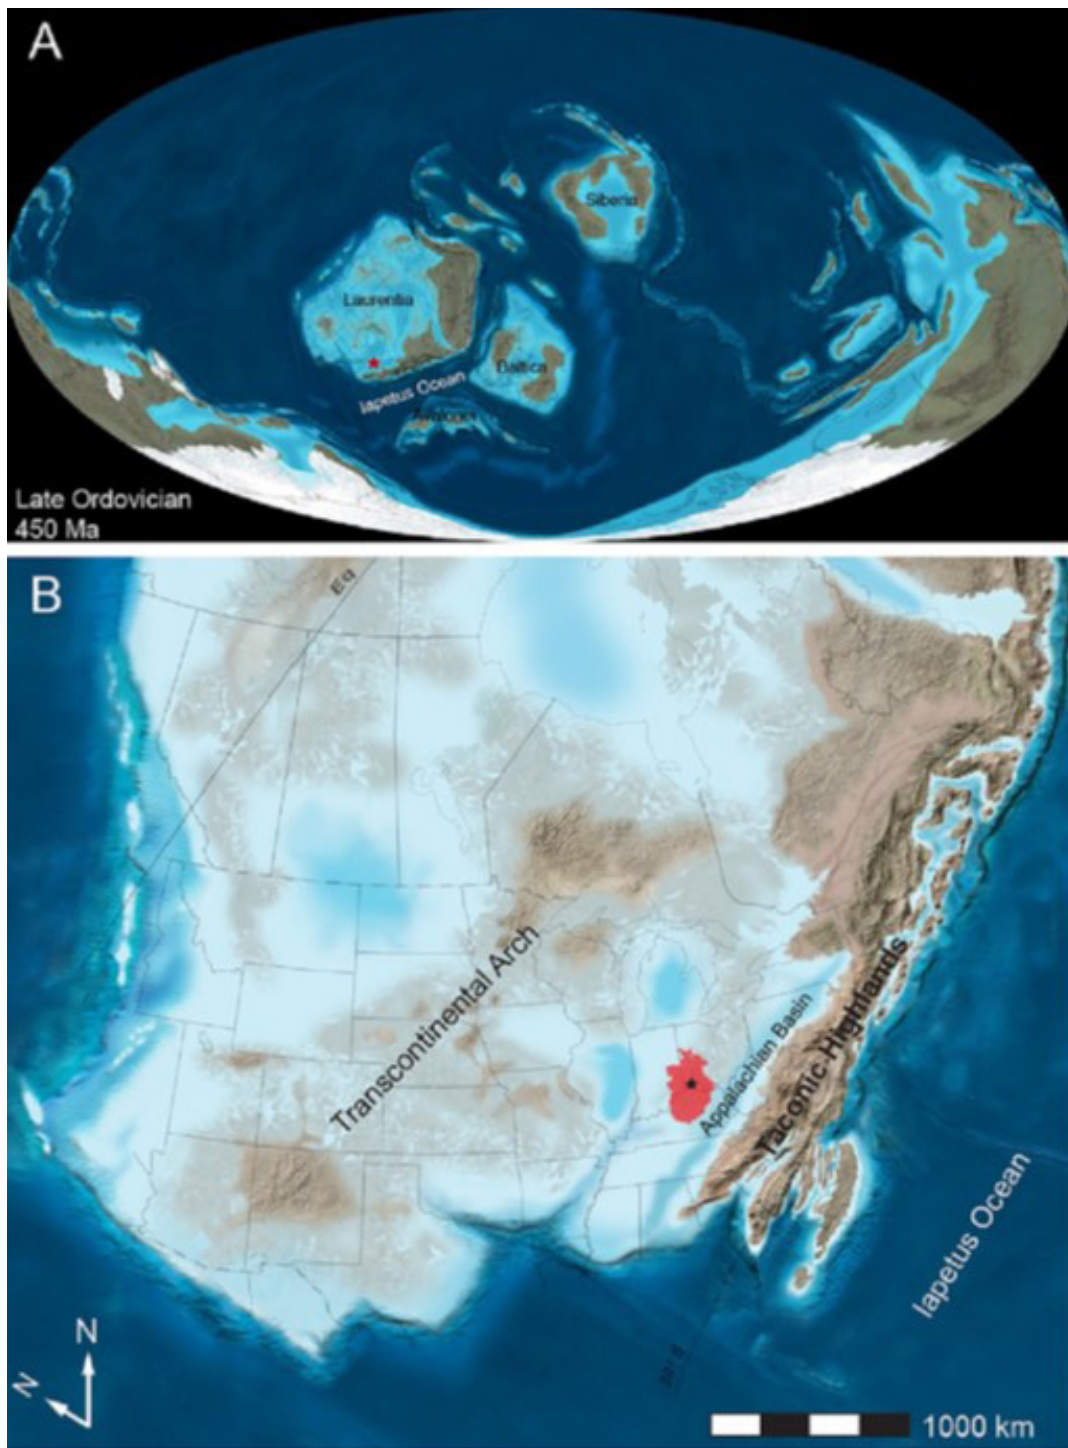 A
Siberia
Laurentia
Baltica
Iapetus Ocean
Avalonia
Late Ordovician
450 Ma
B
Eq
Transcontinental Arch
Appalachian Basin
Taconic Highlands
Iapetus Ocean
N
N
1000 km